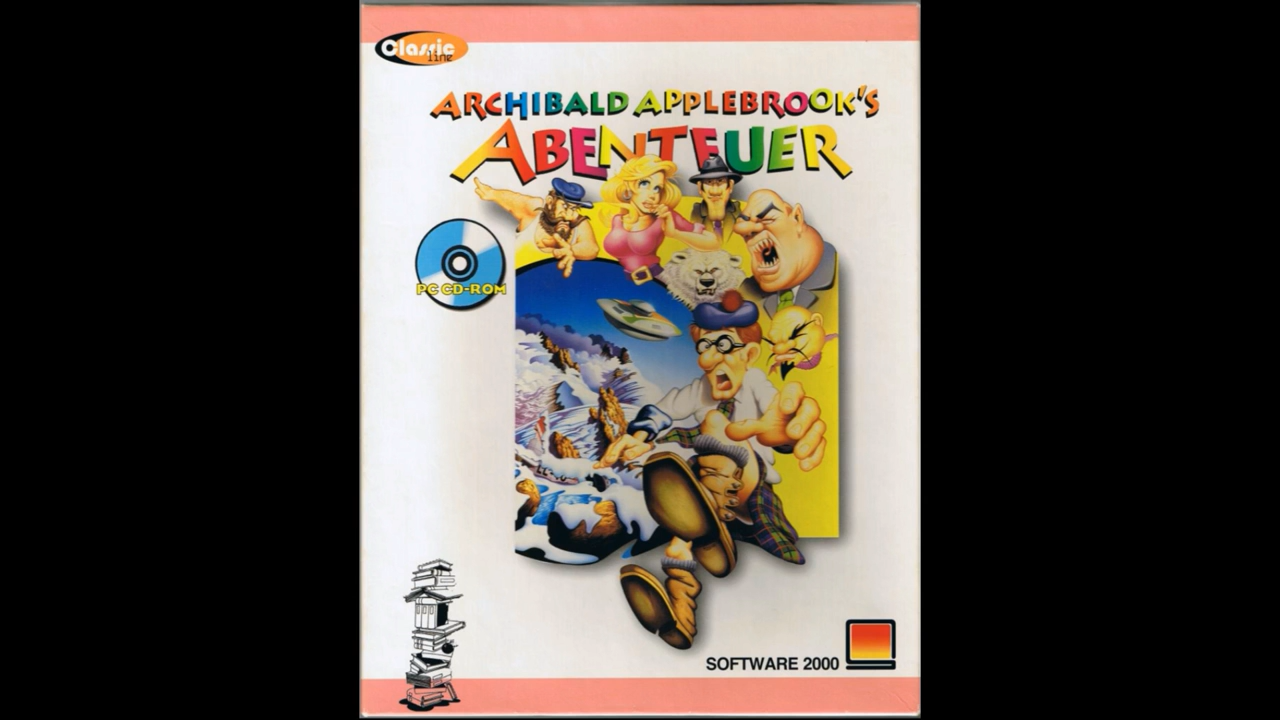 Classic
line
ARCHIBALD APPLEBROOK'S
ABENTEUER
PC CD-ROM
SOFTWARE 2000